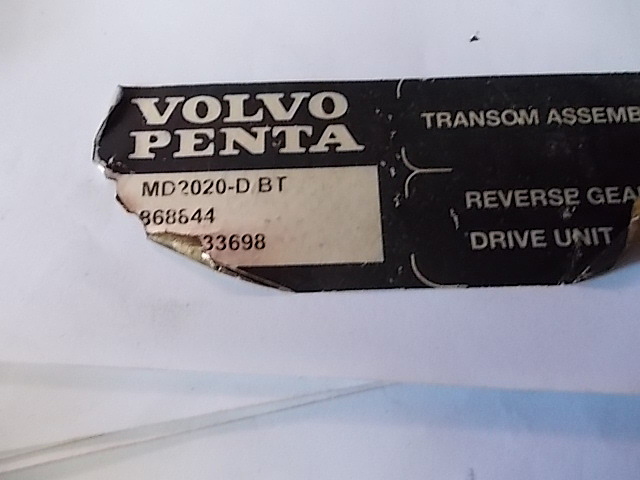 VOLVO
PENTA
MD2020-D BT
868644
33698
TRANSOM ASSEMB
REVERSE GEA
DRIVE UNIT